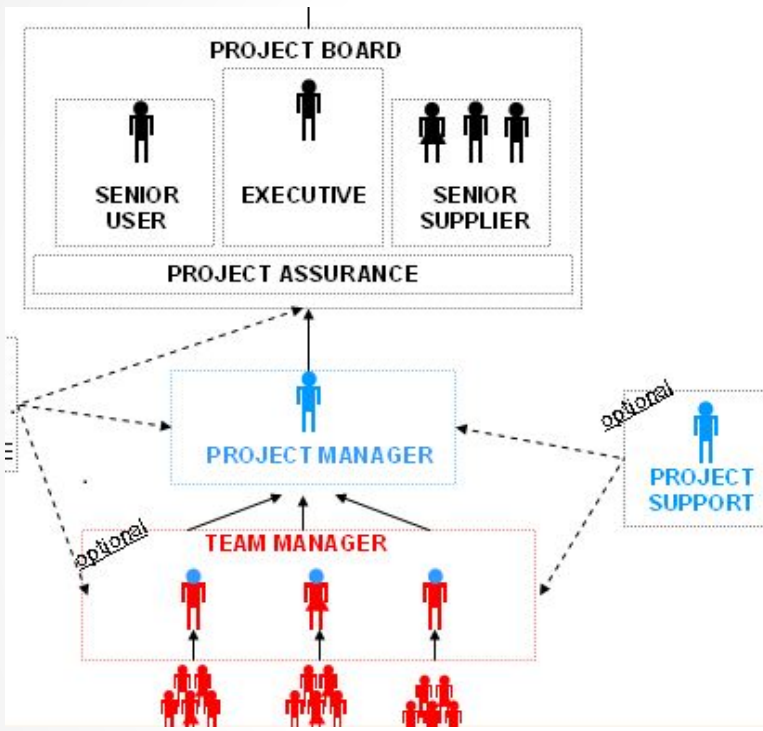 PROJECT BOARD
SENIOR
USER
EXECUTIVE
SENIOR
SUPPLIER
PROJECT ASSURANCE
optional
PROJECT MANAGER
E
PROJECT
SUPPORT
optional
TEAM MANAGER